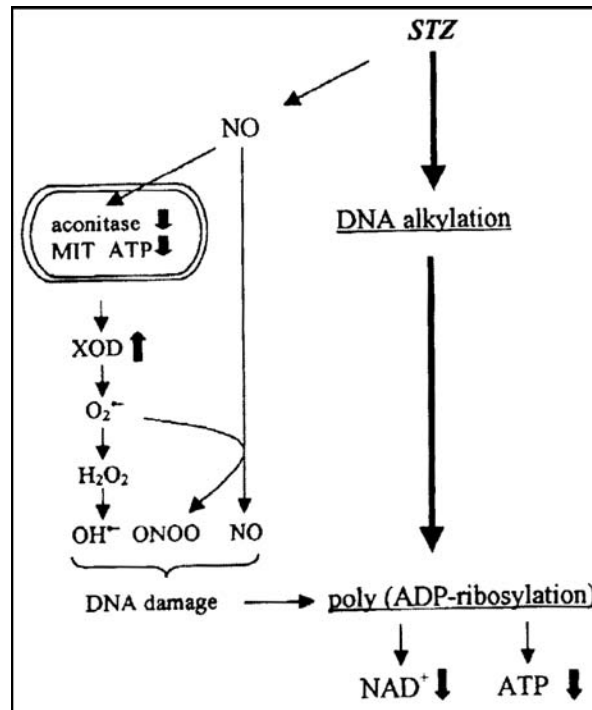 STZ
NO
aconitase
DNA alkylation
MIT ATP
XOD
O₂•–
H₂O₂
OH•– ONOO NO
DNA damage
poly (ADP-ribosylation)
NAD⁺ ATP